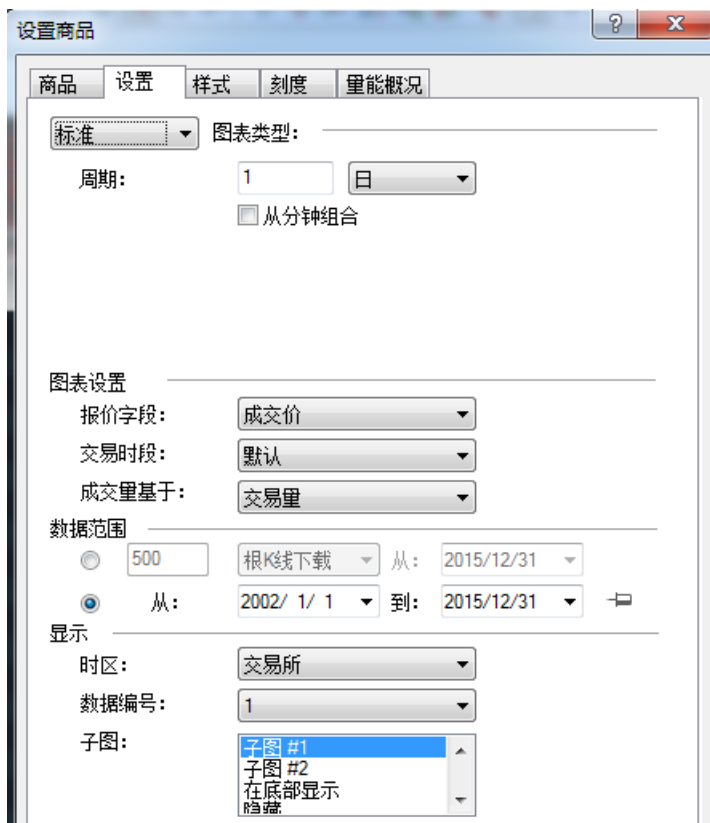 设置商品
商品 设置 样式 刻度 量能概况
标准 图表类型:
周期: 1 日
从分钟组合
图表设置
报价字段: 成交价
交易时段: 默认
成交量基于: 交易量
数据范围
500 根K线下载 从: 2015/12/31
从: 2002/ 1/ 1 到: 2015/12/31
显示
时区: 交易所
数据编号: 1
子图: 子图 #1
子图 #2
在底部显示
隐藏